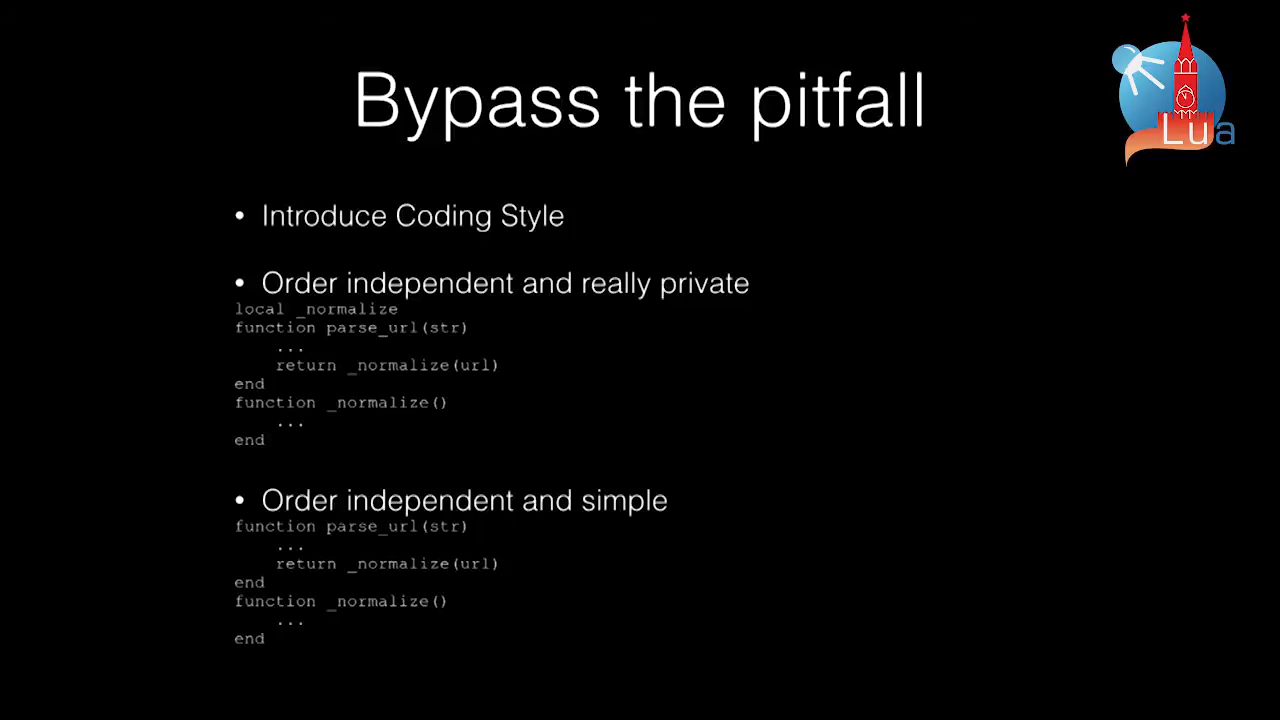 Bypass the pitfall
Lua
• Introduce Coding Style
• Order independent and really private
local _normalize
function parse_url(str)
    ...
    return _normalize(url)
end
function _normalize()
    ...
end
• Order independent and simple
function parse_url(str)
    ...
    return _normalize(url)
end
function _normalize()
    ...
end